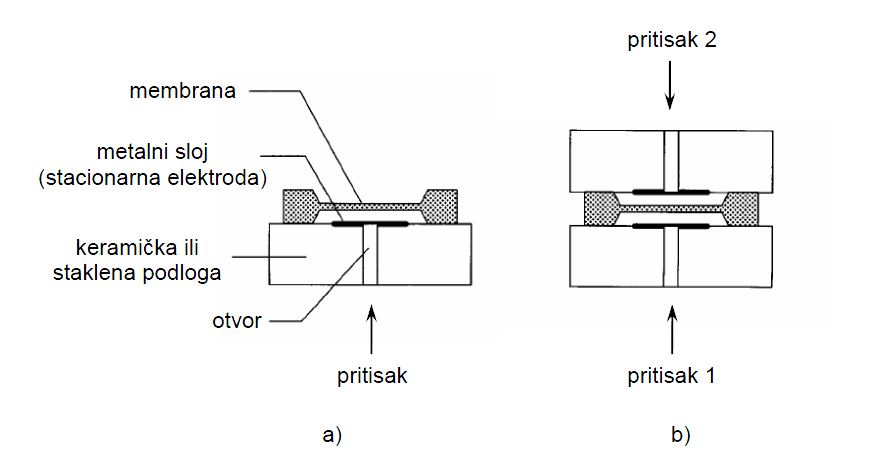 pritisak 2
membrana
metalni sloj
(stacionarna elektroda)
keramička ili
staklena podloga
otvor
pritisak
pritisak 1
a)
b)